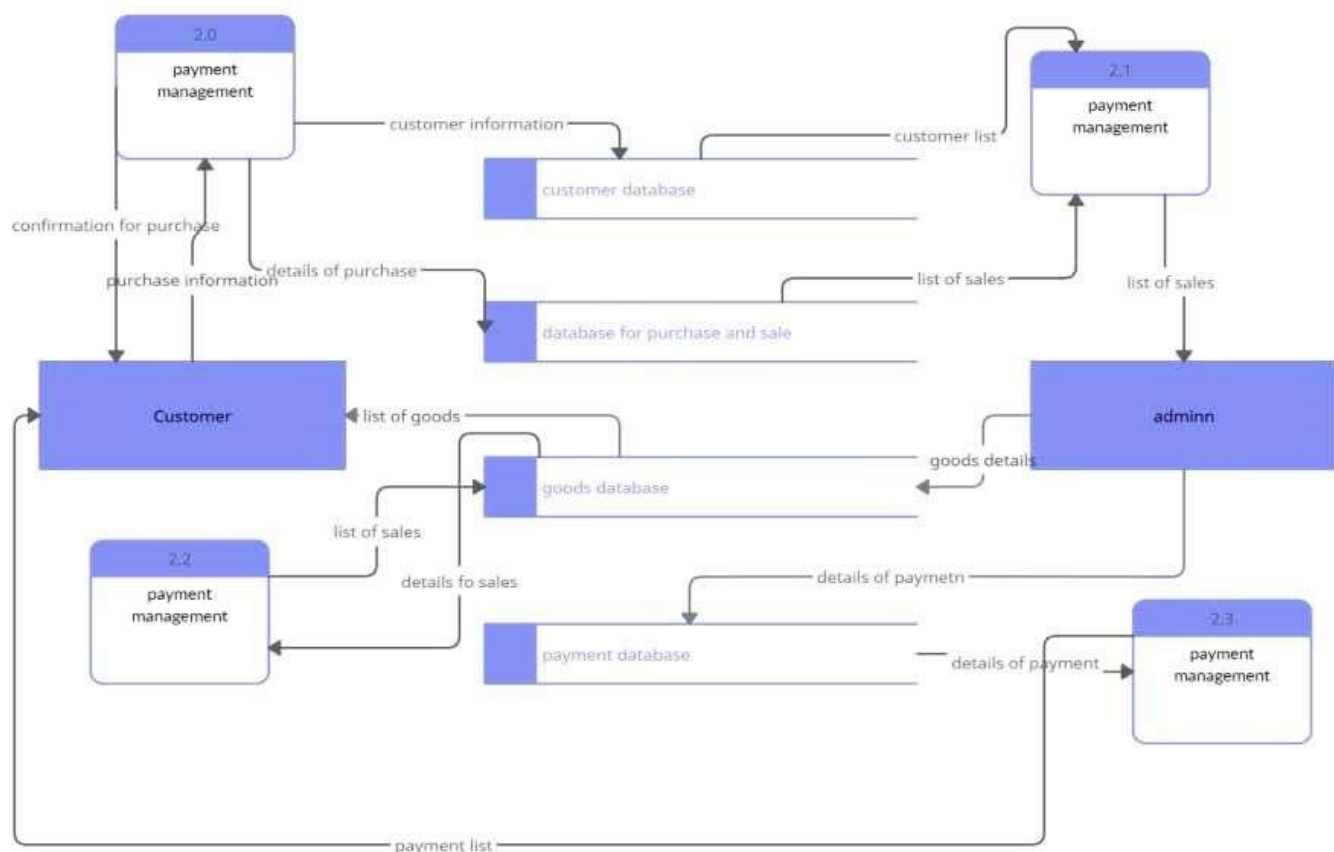 2.0
payment
management
2.1
payment
management
customer information
customer list
customer database
confirmation for purchase
purchase information
details of purchase
list of sales
list of sales
database for purchase and sale
Customer
list of goods
adminn
goods details
goods database
list of sales
2.2
payment
management
details fo sales
details of paymetn
2.3
payment
management
payment database
details of payment
payment list